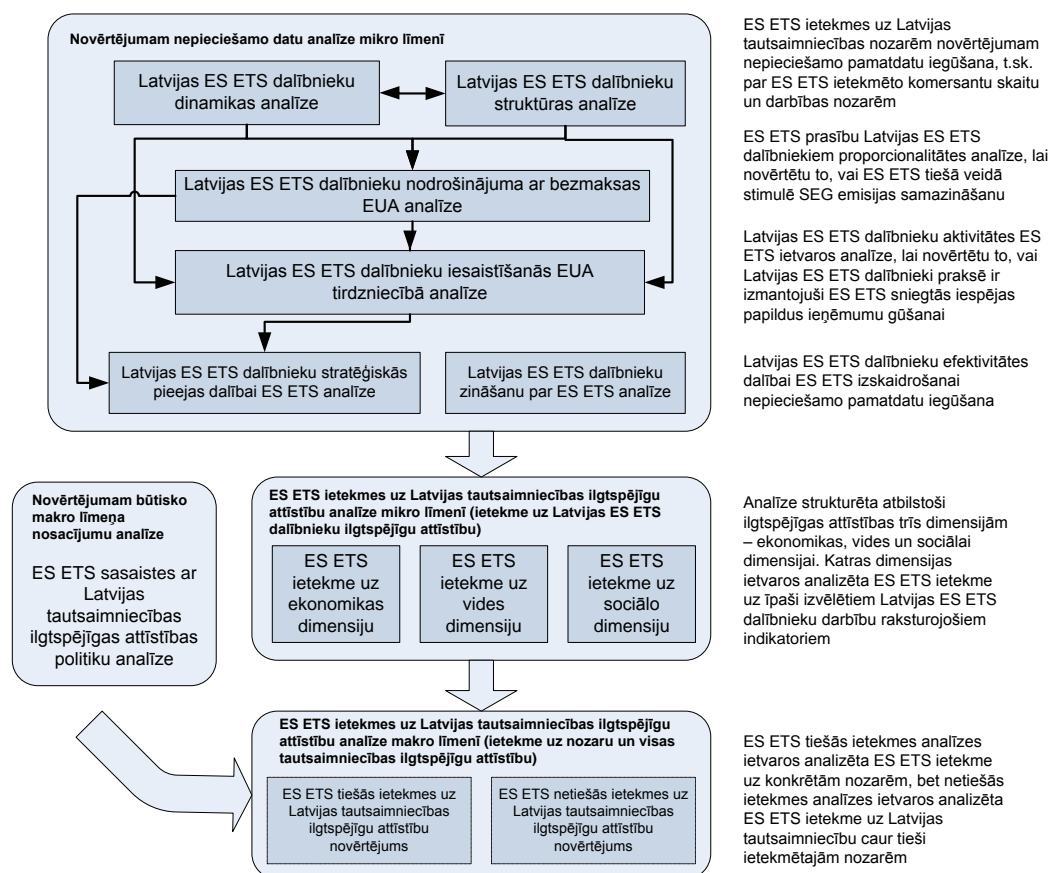 Novērtējumam nepieciešamo datu analīze mikro līmenī
Latvijas ES ETS dalībnieku
dinamikas analīze
Latvijas ES ETS dalībnieku
struktūras analīze
Latvijas ES ETS dalībnieku nodrošinājuma ar bezmaksas
EUA analīze
Latvijas ES ETS dalībnieku iesaistīšanās EUA
tirdzniecībā analīze
Latvijas ES ETS dalībnieku stratēģiskās
pieejas dalībai ES ETS analīze
Latvijas ES ETS dalībnieku
zināšanu par ES ETS analīze
ES ETS ietekmes uz Latvijas
tautsaimniecības nozarēm novērtējumam
nepieciešamo pamatdatu iegūšana, t.sk.
par ES ETS ietekmēto komersantu skaitu
un darbības nozarēm
ES ETS prasību Latvijas ES ETS
dalībniekiem proporcionalitātes analīze, lai
novērtētu to, vai ES ETS tiešā veidā
stimulē SEG emisijas samazināšanu
Latvijas ES ETS dalībnieku aktivitātes ES
ETS ietvaros analīze, lai novērtētu to, vai
Latvijas ES ETS dalībnieki praksē ir
izmantojuši ES ETS sniegtās iespējas
papildus ieņēmumu gūšanai
Latvijas ES ETS dalībnieku efektivitātes
dalībai ES ETS izskaidrošanai
nepieciešamo pamatdatu iegūšana
Novērtējumam būtisko
makro līmeņa
nosacījumu analīze
ES ETS sasaistes ar
Latvijas
tautsaimniecības
ilgtspējīgas attīstības
politiku analīze
ES ETS ietekmes uz Latvijas tautsaimniecības ilgtspējīgu
attīstību analīze mikro līmenī (ietekme uz Latvijas ES ETS
dalībnieku ilgtspējīgu attīstību)
ES ETS
ietekme uz
ekonomikas
dimensiju
ES ETS
ietekme uz
vides
dimensiju
ES ETS
ietekme uz
sociālo
dimensiju
Analīze strukturēta atbilstoši
ilgtspējīgas attīstības trīs dimensijām
– ekonomikas, vides un sociālai
dimensijai. Katras dimensijas
ietvaros analizēta ES ETS ietekme
uz īpaši izvēlētiem Latvijas ES ETS
dalībnieku darbību raksturojošiem
indikatoriem
ES ETS ietekmes uz Latvijas tautsaimniecības ilgtspējīgu
attīstību analīze makro līmenī (ietekme uz nozaru un visas
tautsaimniecības ilgtspējīgu attīstību)
ES ETS tiešās ietekmes uz
Latvijas tautsaimniecības
ilgtspējīgu attīstību
novērtējums
ES ETS netiešās ietekmes uz
Latvijas tautsaimniecības
ilgtspējīgu attīstību
novērtējums
ES ETS tiešās ietekmes analīzes
ietvaros analizēta ES ETS ietekme
uz konkrētām nozarēm, bet netiešās
ietekmes analīzes ietvaros analizēta
ES ETS ietekme uz Latvijas
tautsaimniecību caur tieši
ietekmētajām nozarēm